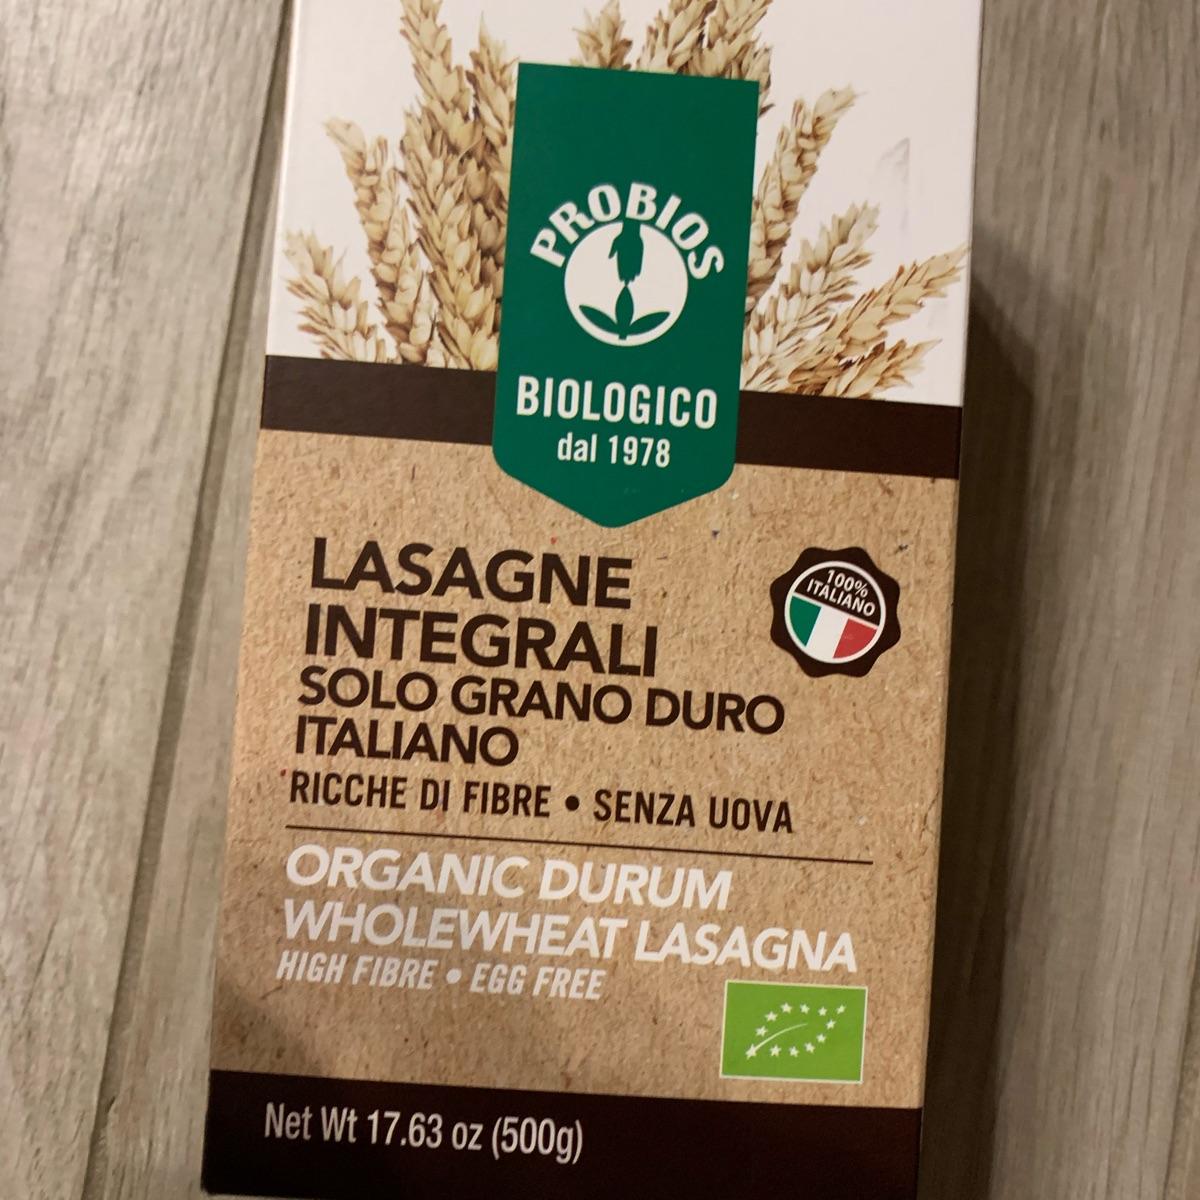 PROBIOS
BIOLOGICO
dal 1978
LASAGNE
INTEGRALI
100%
ITALIANO
SOLO GRANO DURO
ITALIANO
RICCHE DI FIBRE • SENZA UOVA
ORGANIC DURUM
WHOLEWHEAT LASAGNA
HIGH FIBRE • EGG FREE
Net Wt 17.63 oz (500g)